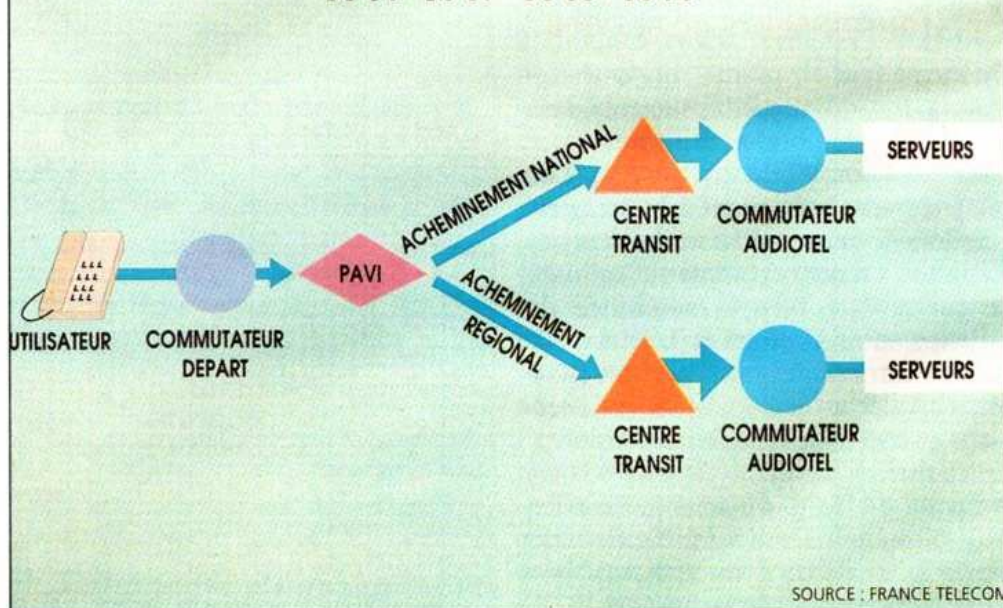 ACHEMINEMENT NATIONAL
CENTRE
TRANSIT
COMMUTATEUR
AUDIOTEL
SERVEURS
UTILISATEUR
COMMUTATEUR
DEPART
PAVI
ACHEMINEMENT
REGIONAL
CENTRE
TRANSIT
COMMUTATEUR
AUDIOTEL
SERVEURS
SOURCE : FRANCE TELECOM